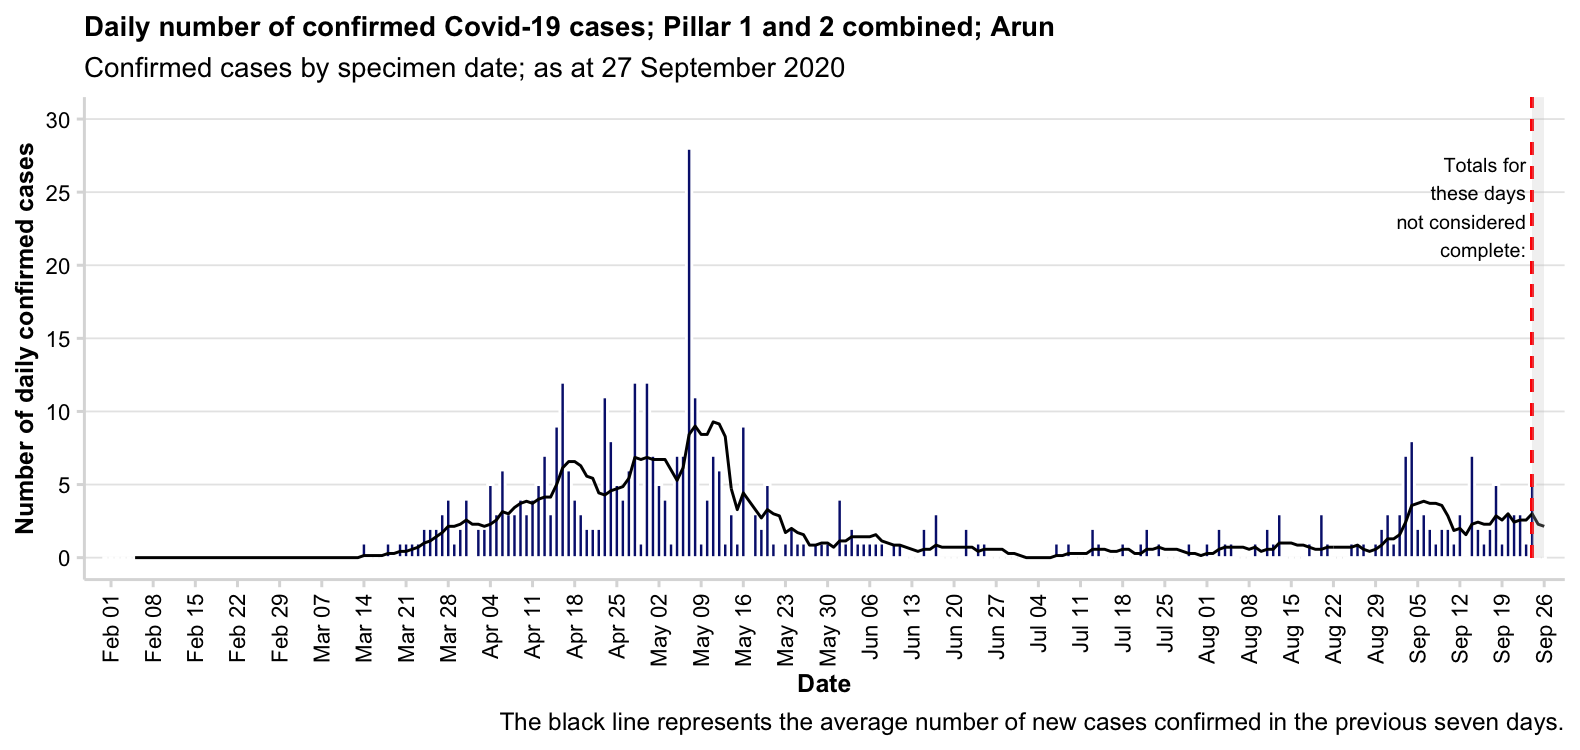 Daily number of confirmed Covid-19 cases; Pillar 1 and 2 combined; Arun
Confirmed cases by specimen date; as at 27 September 2020
Number of daily confirmed cases
30
25
20
15
10
5
0
Totals for
these days
not considered
complete:
Feb 01
Feb 08
Feb 15
Feb 22
Feb 29
Mar 07
Mar 14
Mar 21
Mar 28
Apr 04
Apr 11
Apr 18
Apr 25
May 02
May 09
May 16
May 23
May 30
Jun 06
Jun 13
Jun 20
Jun 27
Jul 04
Jul 11
Jul 18
Jul 25
Aug 01
Aug 08
Aug 15
Aug 22
Aug 29
Sep 05
Sep 12
Sep 19
Sep 26
Date
The black line represents the average number of new cases confirmed in the previous seven days.